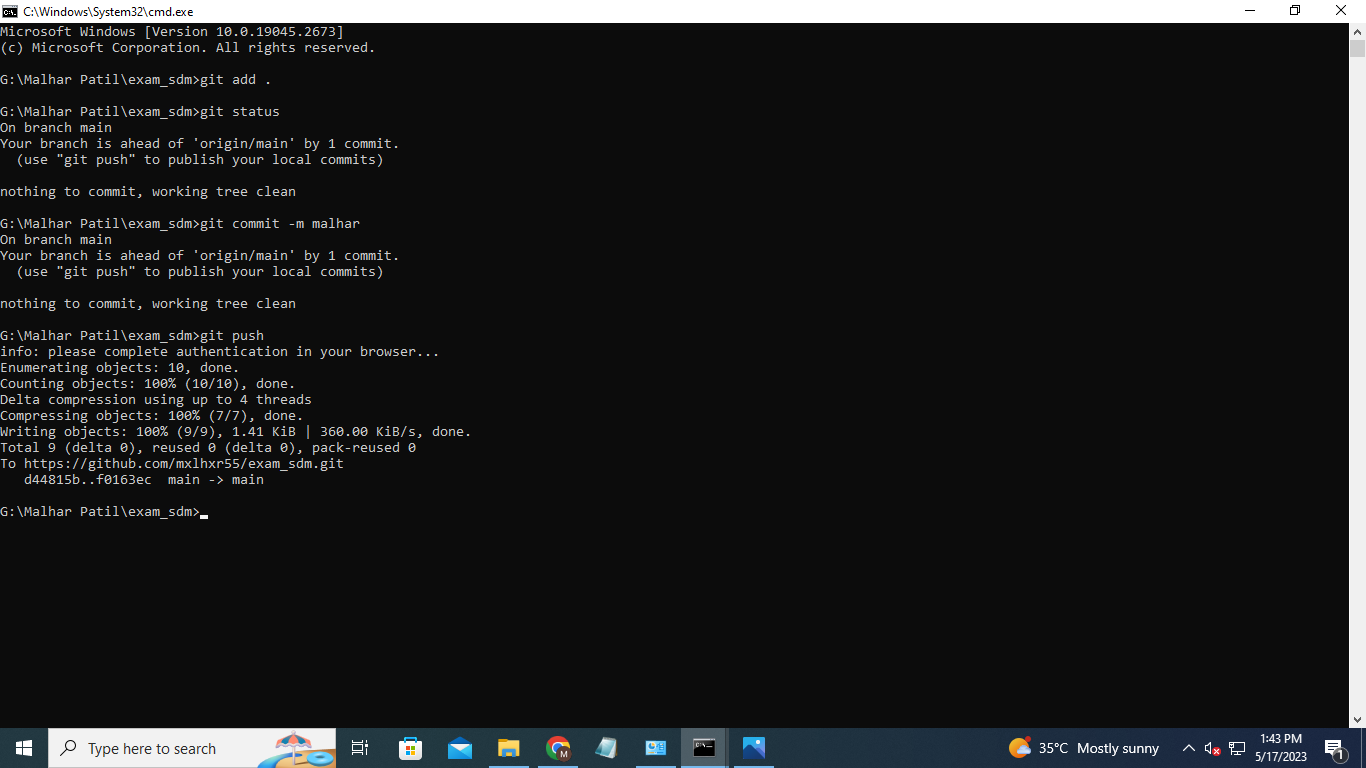 C:\Windows\System32\cmd.exe
Microsoft Windows [Version 10.0.19045.2673]
(c) Microsoft Corporation. All rights reserved.
G:\Malhar Patil\exam_sdm>git add .
G:\Malhar Patil\exam_sdm>git status
On branch main
Your branch is ahead of 'origin/main' by 1 commit.
  (use "git push" to publish your local commits)
nothing to commit, working tree clean
G:\Malhar Patil\exam_sdm>git commit -m malhar
On branch main
Your branch is ahead of 'origin/main' by 1 commit.
  (use "git push" to publish your local commits)
nothing to commit, working tree clean
G:\Malhar Patil\exam_sdm>git push
info: please complete authentication in your browser...
Enumerating objects: 10, done.
Counting objects: 100% (10/10), done.
Delta compression using up to 4 threads
Compressing objects: 100% (7/7), done.
Writing objects: 100% (9/9), 1.41 KiB | 360.00 KiB/s, done.
Total 9 (delta 0), reused 0 (delta 0), pack-reused 0
To https://github.com/mxlhxr55/exam_sdm.git
   d44815b..f0163ec  main -> main
G:\Malhar Patil\exam_sdm>
Type here to search
M
35°C Mostly sunny
1:43 PM
5/17/2023
1